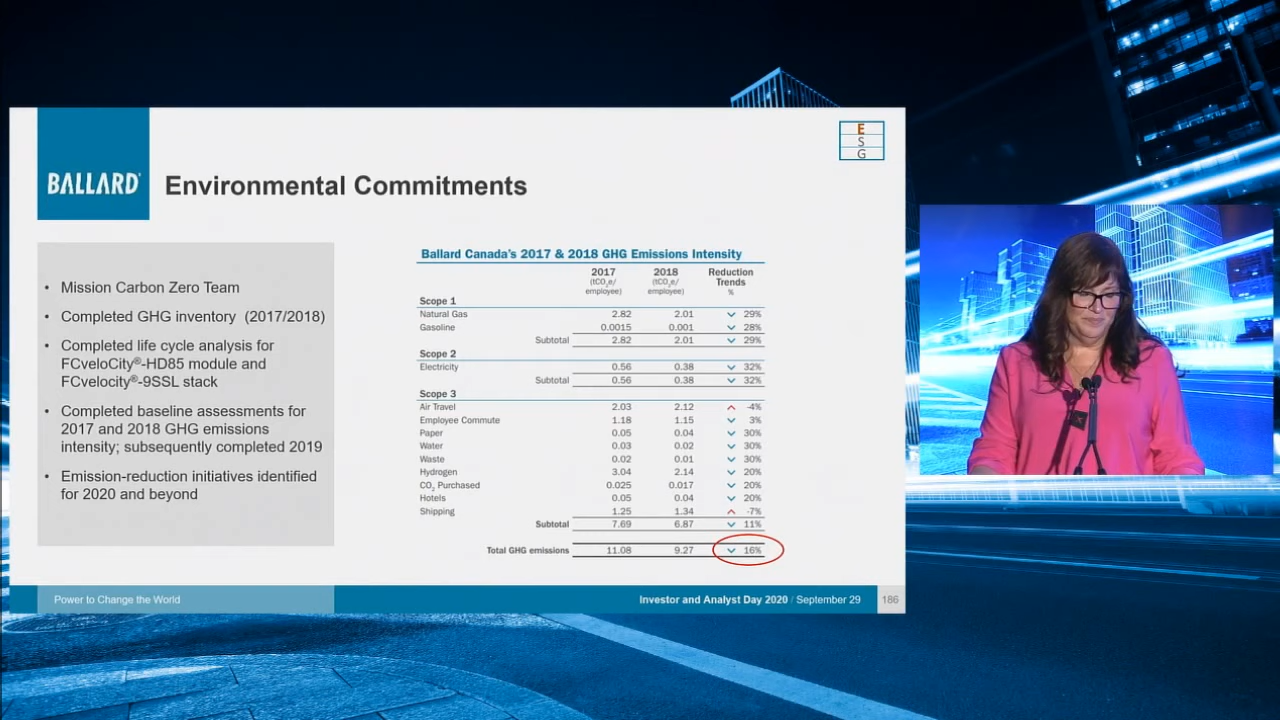 E
S
G
BALLARD®
Environmental Commitments
• Mission Carbon Zero Team
• Completed GHG inventory (2017/2018)
• Completed life cycle analysis for
FCveloCity®-HD85 module and
FCvelocity®-9SSL stack
• Completed baseline assessments for
2017 and 2018 GHG emissions
intensity; subsequently completed 2019
• Emission-reduction initiatives identified
for 2020 and beyond
Ballard Canada's 2017 & 2018 GHG Emissions Intensity
2017 2018 Reduction
(tCO₂e/ (tCO₂e/ Trends
employee) employee) %
Scope 1
Natural Gas 2.82 2.01 29%
Gasoline 0.0015 0.001 28%
Subtotal 2.82 2.01 29%
Scope 2
Electricity 0.56 0.38 32%
Subtotal 0.56 0.38 32%
Scope 3
Air Travel 2.03 2.12 -4%
Employee Commute 1.18 1.15 3%
Paper 0.05 0.04 30%
Water 0.03 0.02 30%
Waste 0.02 0.01 30%
Hydrogen 3.04 2.14 20%
CO₂ Purchased 0.025 0.017 20%
Hotels 0.05 0.04 20%
Shipping 1.25 1.34 -7%
Subtotal 7.69 6.87 11%
Total GHG emissions 11.08 9.27 16%
Power to Change the World
Investor and Analyst Day 2020 / September 29
186